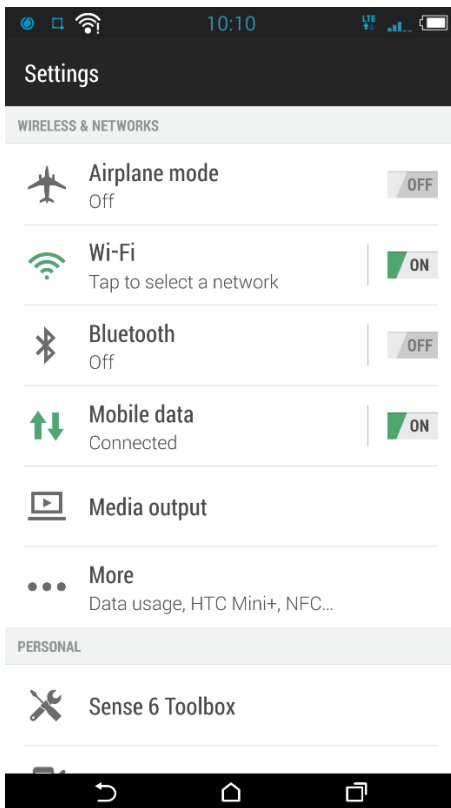 10:10
LTE
Settings
WIRELESS & NETWORKS
Airplane mode
Off
OFF
Wi-Fi
Tap to select a network
ON
Bluetooth
Off
OFF
Mobile data
Connected
ON
Media output
More
Data usage, HTC Mini+, NFC...
PERSONAL
Sense 6 Toolbox